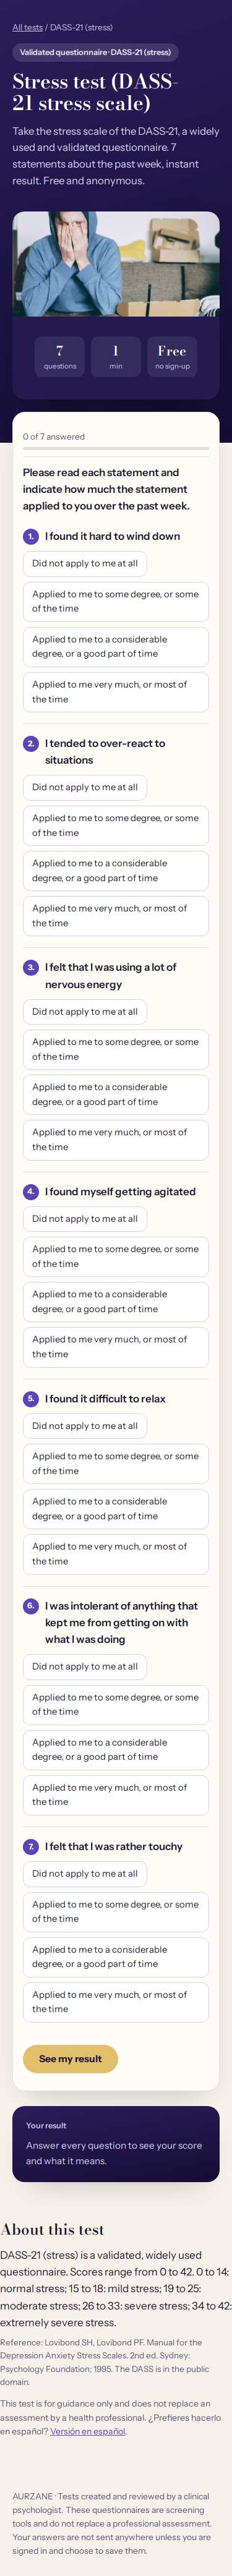 All tests / DASS-21 (stress)
Validated questionnaire · DASS-21 (stress)
Stress test (DASS-
21 stress scale)
Take the stress scale of the DASS-21, a widely
used and validated questionnaire. 7
statements about the past week, instant
result. Free and anonymous.
7
questions
1
min
Free
no sign-up
0 of 7 answered
Please read each statement and
indicate how much the statement
applied to you over the past week.
1. I found it hard to wind down
Did not apply to me at all
Applied to me to some degree, or some
of the time
Applied to me to a considerable
degree, or a good part of time
Applied to me very much, or most of
the time
2. I tended to over-react to
situations
Did not apply to me at all
Applied to me to some degree, or some
of the time
Applied to me to a considerable
degree, or a good part of time
Applied to me very much, or most of
the time
3. I felt that I was using a lot of
nervous energy
Did not apply to me at all
Applied to me to some degree, or some
of the time
Applied to me to a considerable
degree, or a good part of time
Applied to me very much, or most of
the time
4. I found myself getting agitated
Did not apply to me at all
Applied to me to some degree, or some
of the time
Applied to me to a considerable
degree, or a good part of time
Applied to me very much, or most of
the time
5. I found it difficult to relax
Did not apply to me at all
Applied to me to some degree, or some
of the time
Applied to me to a considerable
degree, or a good part of time
Applied to me very much, or most of
the time
6. I was intolerant of anything that
kept me from getting on with
what I was doing
Did not apply to me at all
Applied to me to some degree, or some
of the time
Applied to me to a considerable
degree, or a good part of time
Applied to me very much, or most of
the time
7. I felt that I was rather touchy
Did not apply to me at all
Applied to me to some degree, or some
of the time
Applied to me to a considerable
degree, or a good part of time
Applied to me very much, or most of
the time
See my result
Your result
Answer every question to see your score
and what it means.
About this test
DASS-21 (stress) is a validated, widely used
questionnaire. Scores range from 0 to 42. 0 to 14:
normal stress; 15 to 18: mild stress; 19 to 25:
moderate stress; 26 to 33: severe stress; 34 to 42:
extremely severe stress.
Reference: Lovibond SH, Lovibond PF. Manual for the
Depression Anxiety Stress Scales. 2nd ed. Sydney:
Psychology Foundation; 1995. The DASS is in the public
domain.
This test is for guidance only and does not replace an
assessment by a health professional. ¿Prefieres hacerlo
en español? Versión en español.
AURZANE · Tests created and reviewed by a clinical
psychologist. These questionnaires are screening
tools and do not replace a professional assessment.
Your answers are not sent anywhere unless you are
signed in and choose to save them.